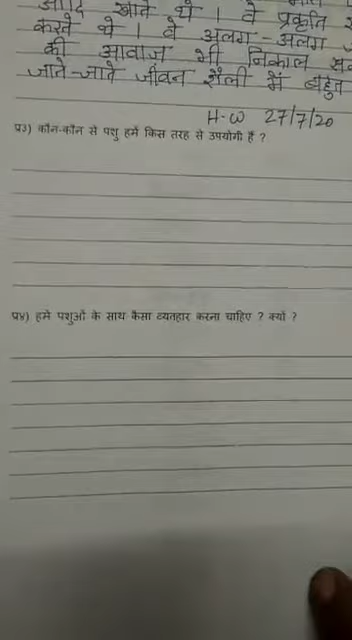 आदि खाते थे । वे प्रकृति
करते थे । वे अलग-अलग
की आवाज़ भी निकाल
जाते-जाते जीवन शैली में बहुत
H-W 27/7/20
प्र3) कौन-कौन से पशु हमें किस तरह से उपयोगी हैं ?
प्र४) हमें पशुओं के साथ कैसा व्यवहार करना चाहिए ? क्यों ?